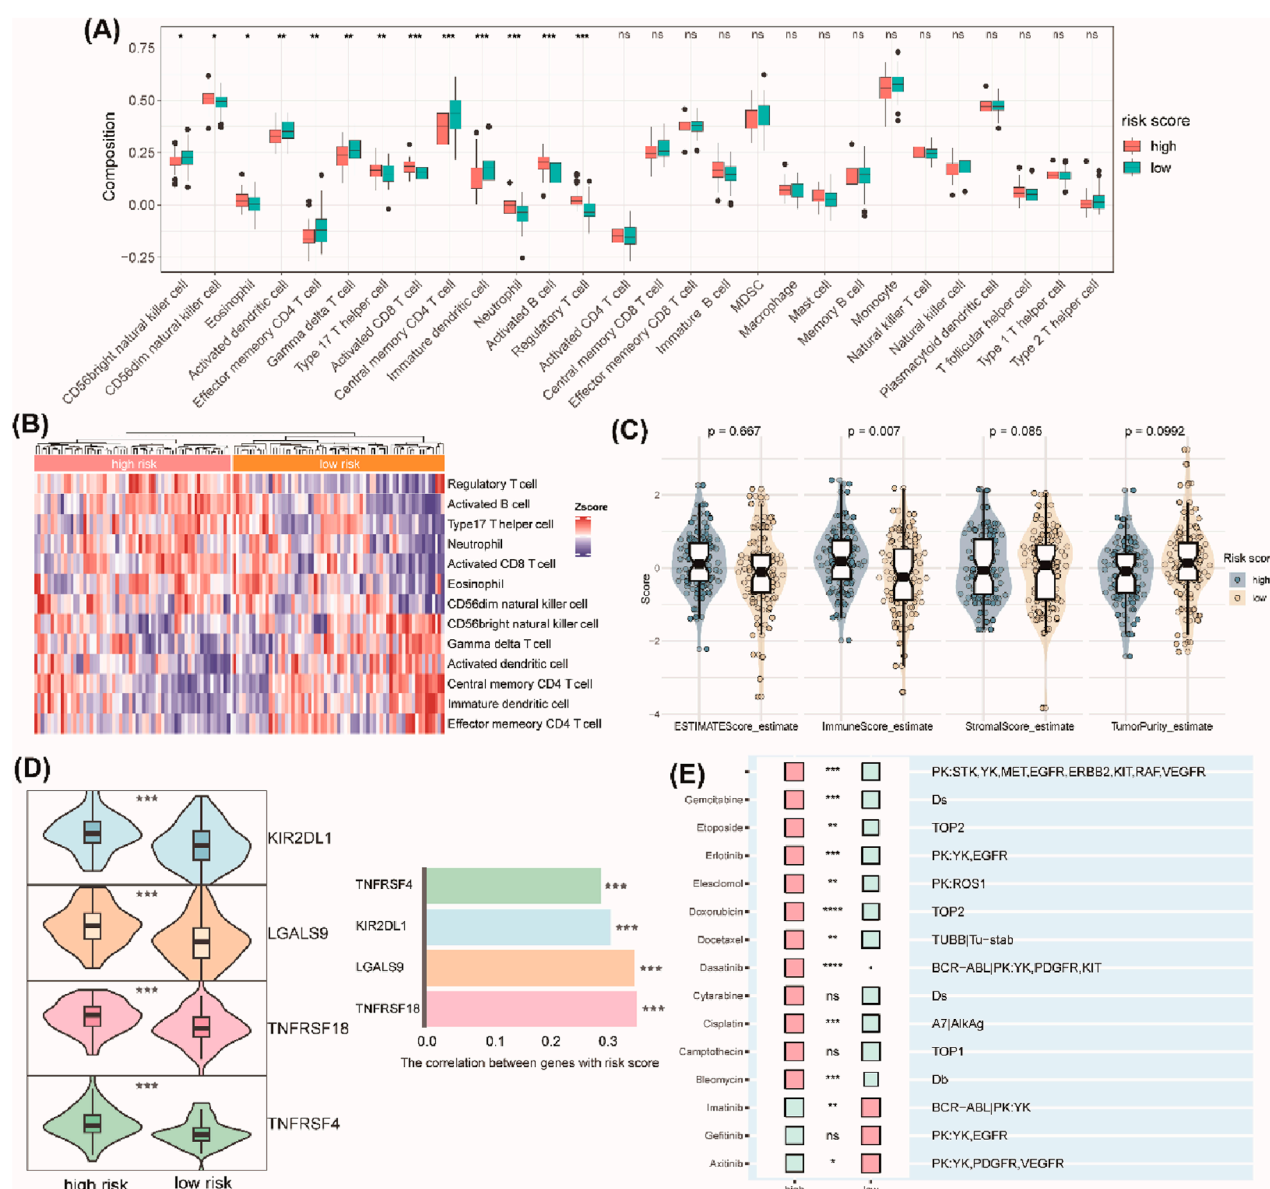 (A)
* * * ** ** ** ** *** *** *** *** *** *** ns ns ns ns ns ns ns ns ns ns ns ns ns ns ns
0.75
0.50
0.25
0.00
−0.25
Composition
risk score
high
low
CD56bright natural killer cell
CD56dim natural killer cell
Eosinophil
Activated dendritic cell
Effector memeory CD4 T cell
Gamma delta T cell
Type 17 T helper cell
Activated CD8 T cell
Central memory CD4 T cell
Immature dendritic cell
Neutrophil
Activated B cell
Regulatory T cell
Activated CD4 T cell
Central memory CD8 T cell
Effector memeory CD8 T cell
Immature B cell
MDSC
Macrophage
Mast cell
Memory B cell
Monocyte
Natural killer T cell
Natural killer cell
Plasmacytoid dendritic cell
T follicular helper cell
Type 1 T helper cell
Type 2 T helper cell
(B)
high risk low risk
Regulatory T cell
Activated B cell
Type17 T helper cell
Neutrophil
Activated CD8 T cell
Eosinophil
CD56dim natural killer cell
CD56bright natural killer cell
Gamma delta T cell
Activated dendritic cell
Central memory CD4 T cell
Immature dendritic cell
Effector memeory CD4 T cell
Zscore
(C)
p = 0.667 p = 0.007 p = 0.085 p = 0.0992
2
0
−2
−4
Score
Risk scor
high
low
ESTIMATEScore_estimate ImmuneScore_estimate StromalScore_estimate TumorPurity_estimate
(D)
***
KIR2DL1
***
LGALS9
***
TNFRSF18
***
TNFRSF4
high risk low risk
TNFRSF4 ***
KIR2DL1 ***
LGALS9 ***
TNFRSF18 ***
0.0 0.1 0.2 0.3
The correlation between genes with risk score
(E)
*** PK:STK,YK,MET,EGFR,ERBB2,KIT,RAF,VEGFR
Gemcitabine *** Ds
Etoposide ** TOP2
Erlotinib *** PK:YK,EGFR
Elesclomol ** PK:ROS1
Doxorubicin **** TOP2
Docetaxel ** TUBB|Tu−stab
Dasatinib **** BCR−ABL|PK:YK,PDGFR,KIT
Cytarabine ns Ds
Cisplatin *** A7|AlkAg
Camptothecin ns TOP1
Bleomycin *** Db
Imatinib ** BCR−ABL|PK:YK
Gefitinib ns PK:YK,EGFR
Axitinib * PK:YK,PDGFR,VEGFR
high low